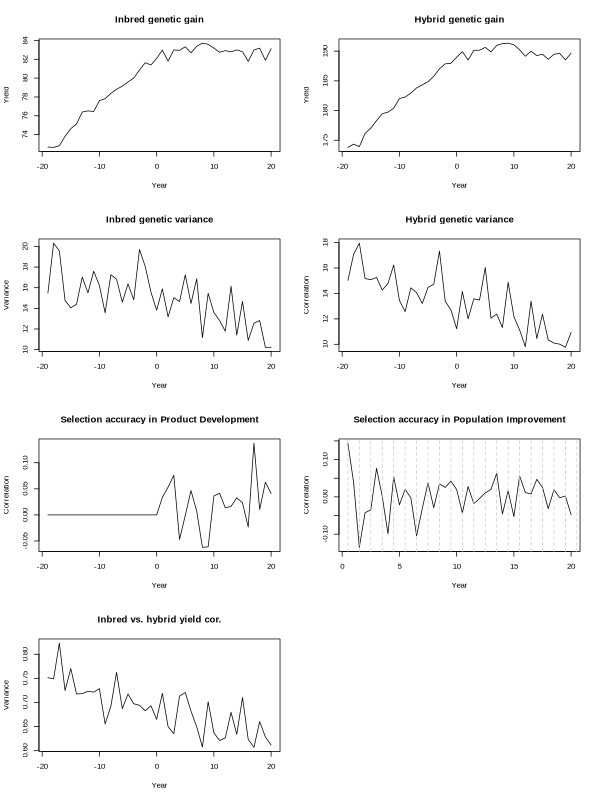 Inbred genetic gain
Yield
84
82
80
78
76
74
-20 -10 0 10 20
Year
Hybrid genetic gain
Yield
190
185
180
175
-20 -10 0 10 20
Year
Inbred genetic variance
Variance
20
18
16
14
12
10
-20 -10 0 10 20
Year
Hybrid genetic variance
Correlation
18
16
14
12
10
-20 -10 0 10 20
Year
Selection accuracy in Product Development
Correlation
0.10
0.05
0.00
-0.05
-20 -10 0 10 20
Year
Selection accuracy in Population Improvement
Correlation
0.10
0.00
-0.10
0 5 10 15 20
Year
Inbred vs. hybrid yield cor.
Variance
0.80
0.75
0.70
0.65
0.60
-20 -10 0 10 20
Year